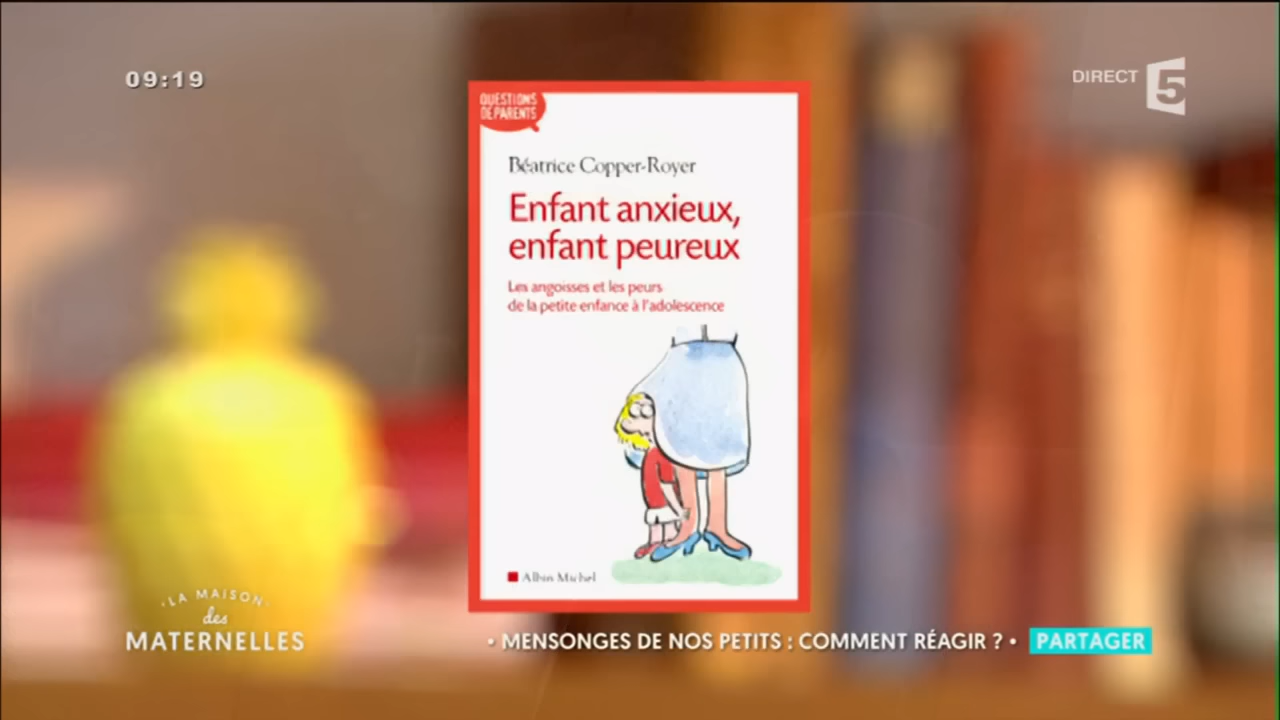 09:19
DIRECT 5
QUESTIONS
DE PARENTS
Béatrice Copper-Royer
Enfant anxieux,
enfant peureux
Les angoisses et les peurs
de la petite enfance à l'adolescence
Albin Michel
• LA MAISON •
des
MATERNELLES
• MENSONGES DE NOS PETITS : COMMENT RÉAGIR ? • PARTAGER